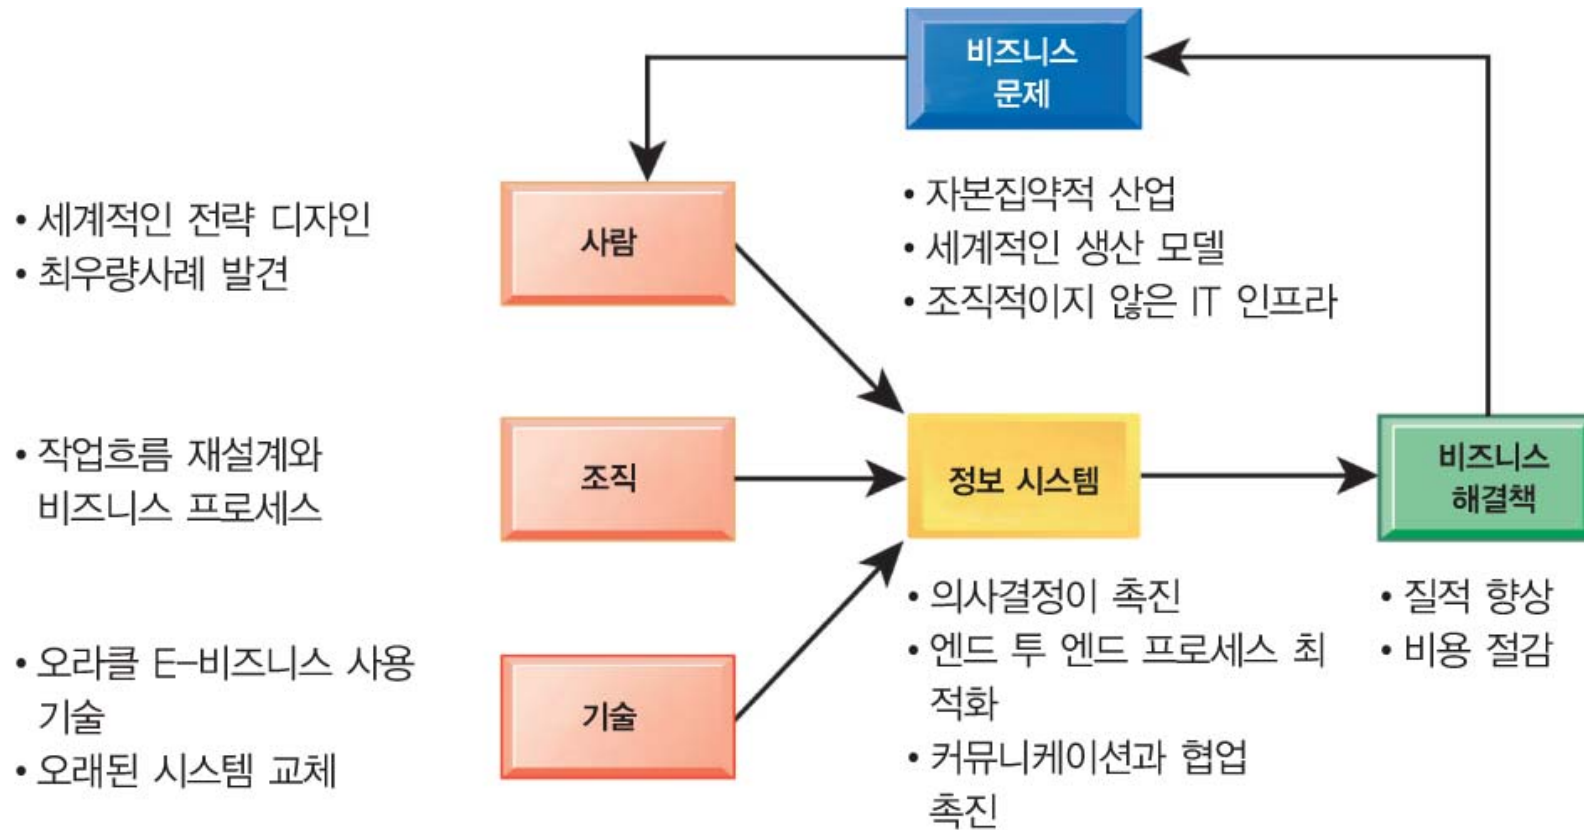 비즈니스
문제
• 자본집약적 산업
• 세계적인 생산 모델
• 조직적이지 않은 IT 인프라
• 세계적인 전략 디자인
• 최우량사례 발견
사람
• 작업흐름 재설계와
비즈니스 프로세스
조직
정보 시스템
비즈니스
해결책
• 오라클 E-비즈니스 사용
기술
• 오래된 시스템 교체
기술
• 의사결정이 촉진
• 엔드 투 엔드 프로세스 최
적화
• 커뮤니케이션과 협업
촉진
• 질적 향상
• 비용 절감